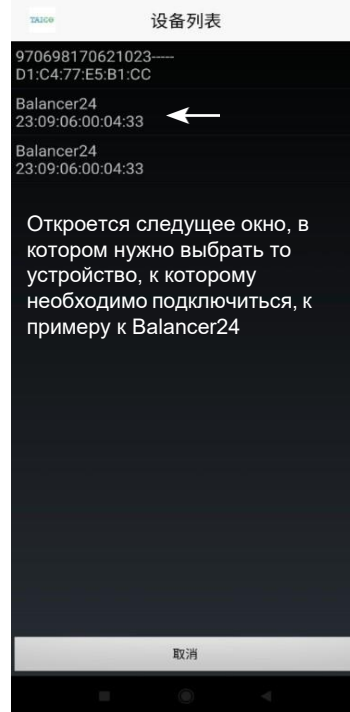 TAICO
设备列表
970698170621023-----
D1:C4:77:E5:B1:CC
Balancer24
23:09:06:00:04:33
Balancer24
23:09:06:00:04:33
Откроется следущее окно, в
котором нужно выбрать то
устройство, к которому
необходимо подключиться, к
примеру к Balancer24
取消